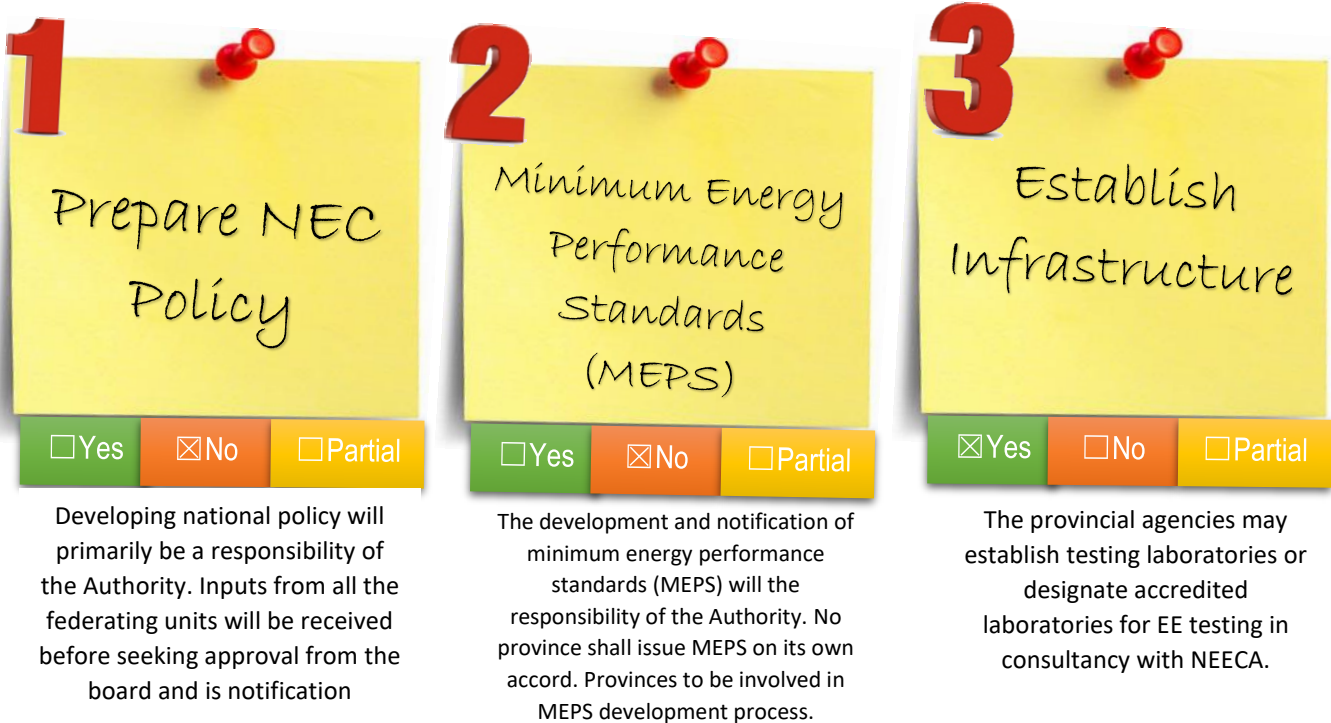 1
Prepare NEC
Policy
☐Yes ☒No ☐Partial
Developing national policy will
primarily be a responsibility of
the Authority. Inputs from all the
federating units will be received
before seeking approval from the
board and is notification
2
Minimum Energy
Performance
Standards
(MEPS)
☐Yes ☒No ☐Partial
The development and notification of
minimum energy performance
standards (MEPS) will the
responsibility of the Authority. No
province shall issue MEPS on its own
accord. Provinces to be involved in
MEPS development process.
3
Establish
Infrastructure
☒Yes ☐No ☐Partial
The provincial agencies may
establish testing laboratories or
designate accredited
laboratories for EE testing in
consultancy with NEECA.